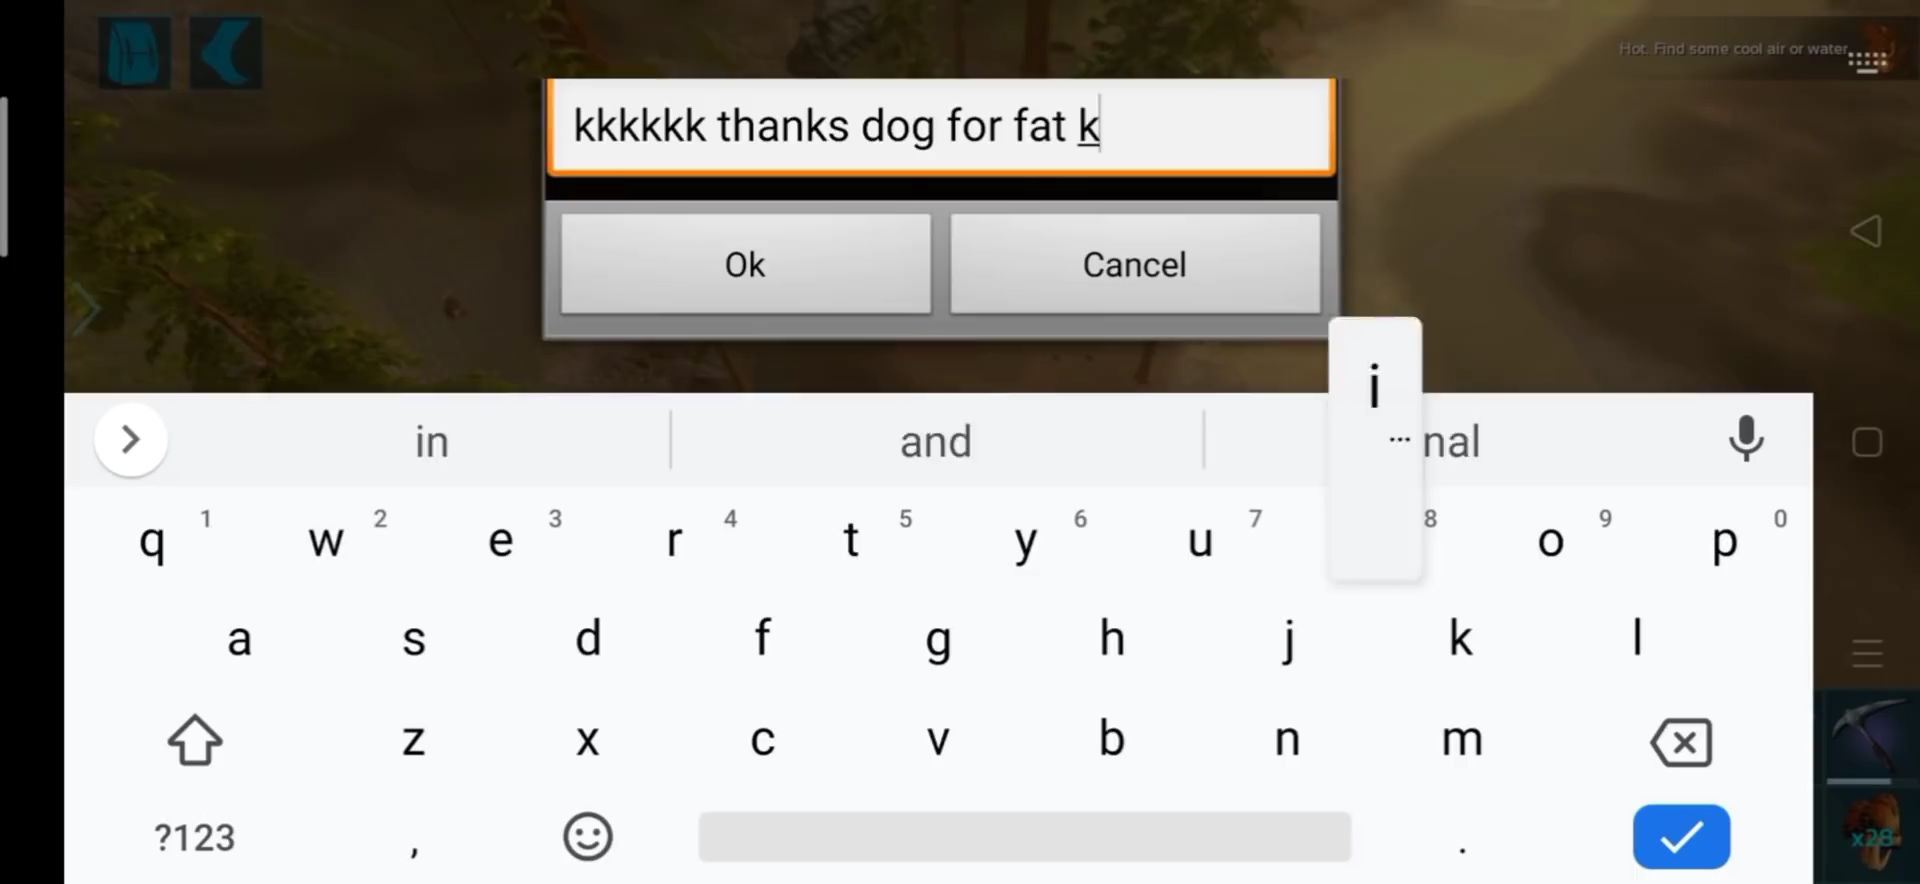 Hot. Find some cool air or water
kkkkkk thanks dog for fat k
Ok
Cancel
i
in
and
nal
q 1 w 2 e 3 r 4 t 5 y 6 u 7 8 o 9 p 0
a s d f g h j k l
z x c v b n m
?123 , .
x28